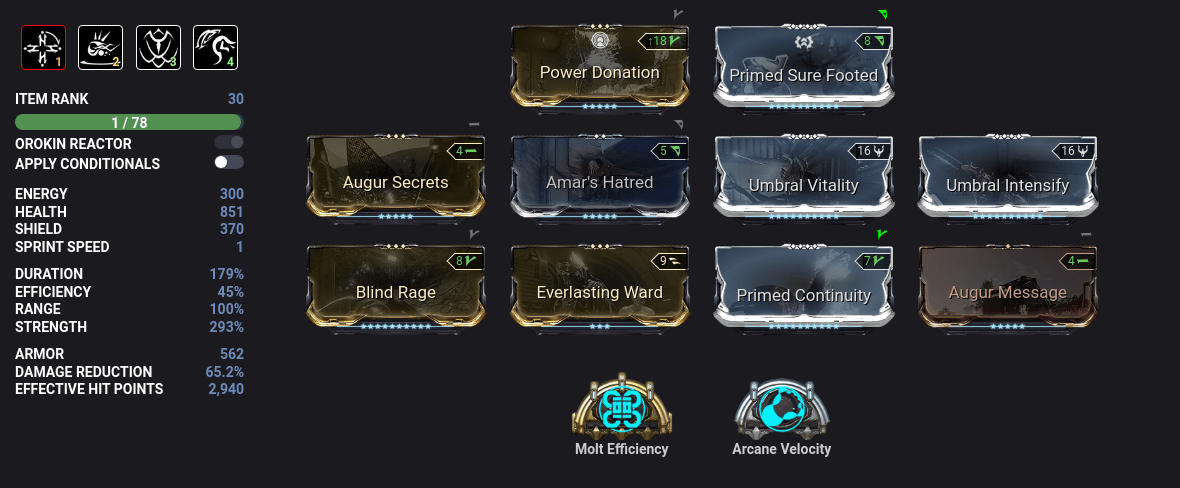 1
2
3
4
ITEM RANK 30
1 / 78
OROKIN REACTOR
APPLY CONDITIONALS
ENERGY 300
HEALTH 851
SHIELD 370
SPRINT SPEED 1
DURATION 179%
EFFICIENCY 45%
RANGE 100%
STRENGTH 293%
ARMOR 562
DAMAGE REDUCTION 65.2%
EFFECTIVE HIT POINTS 2,940
↑18
Power Donation
8
Primed Sure Footed
4
Augur Secrets
5
Amar's Hatred
16
Umbral Vitality
16
Umbral Intensify
8
Blind Rage
9
Everlasting Ward
7
Primed Continuity
4
Augur Message
Molt Efficiency
Arcane Velocity